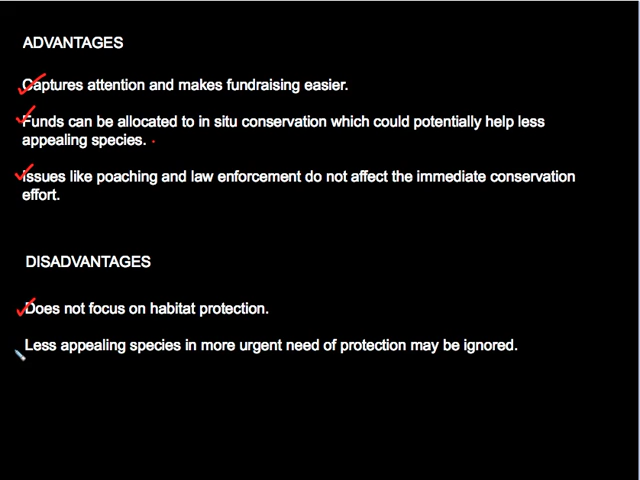 ADVANTAGES
Captures attention and makes fundraising easier.
Funds can be allocated to in situ conservation which could potentially help less
appealing species.
Issues like poaching and law enforcement do not affect the immediate conservation
effort.
DISADVANTAGES
Does not focus on habitat protection.
Less appealing species in more urgent need of protection may be ignored.